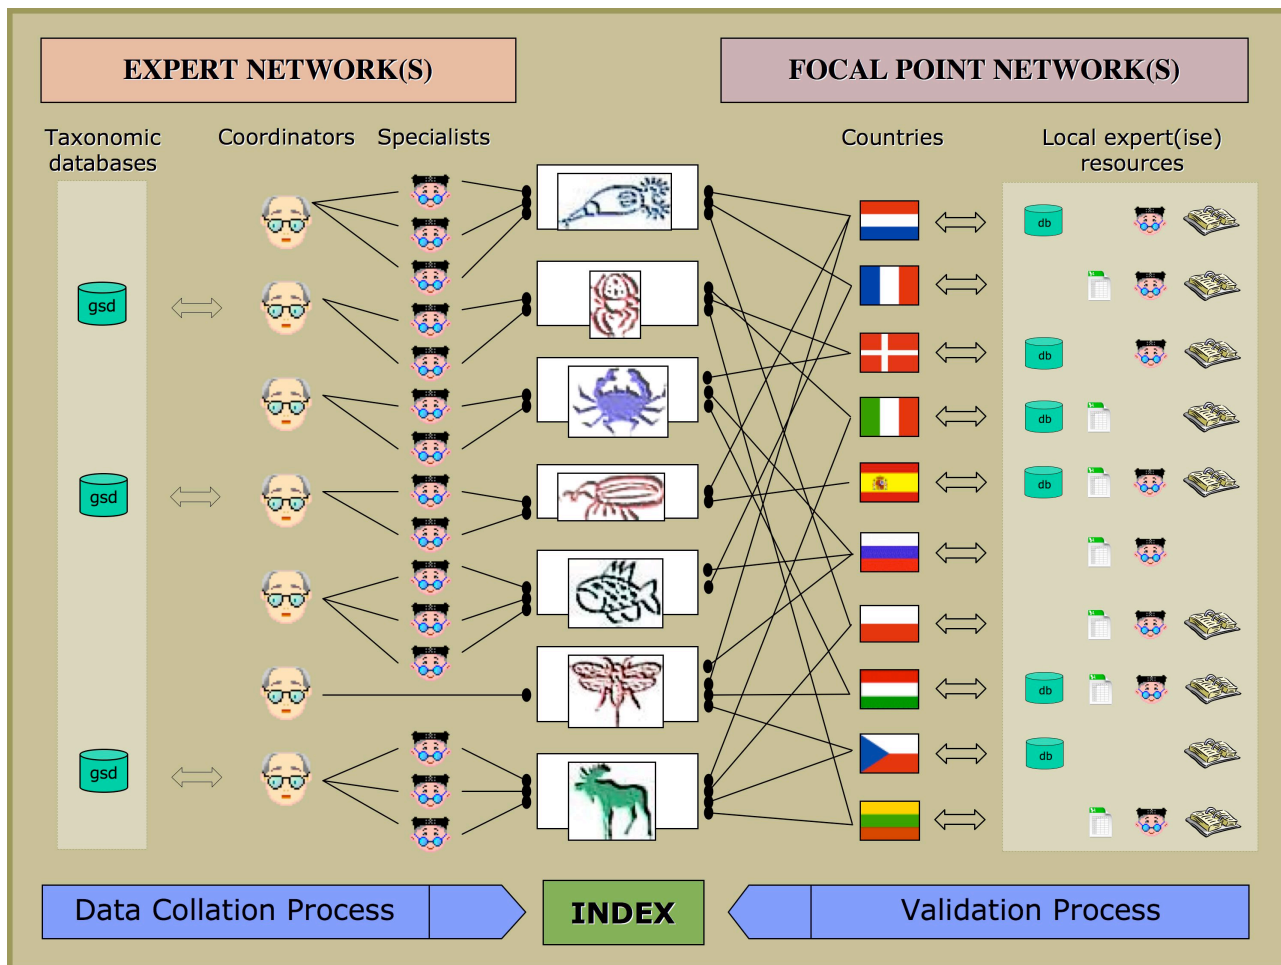 EXPERT NETWORK(S)
FOCAL POINT NETWORK(S)
Taxonomic
databases
Coordinators
Specialists
Countries
Local expert(ise)
resources
db
gsd
db
db
gsd
db
db
gsd
db
Data Collation Process
INDEX
Validation Process